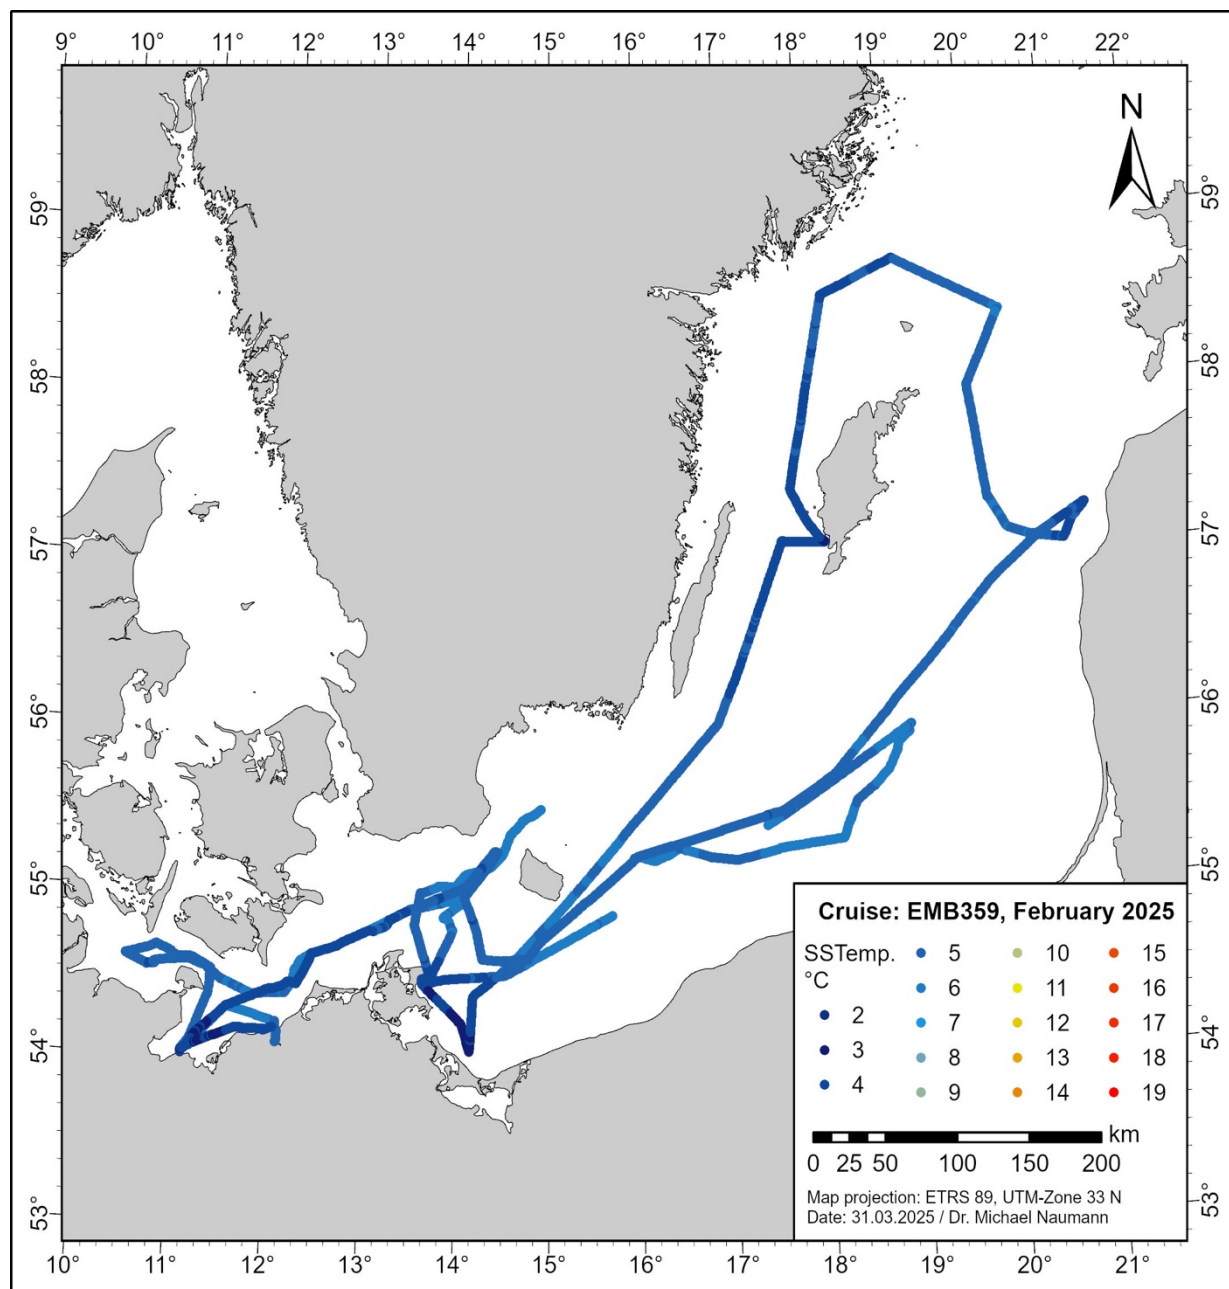 9° 10° 11° 12° 13° 14° 15° 16° 17° 18° 19° 20° 21° 22°
N
59° 59°
58° 58°
57° 57°
56° 56°
55° 55°
54° 54°
53° 53°
Cruise: EMB359, February 2025
SSTemp.
°C
2
3
4
5
6
7
8
9
10
11
12
13
14
15
16
17
18
19
km
0 25 50 100 150 200
Map projection: ETRS 89, UTM-Zone 33 N
Date: 31.03.2025 / Dr. Michael Naumann
10° 11° 12° 13° 14° 15° 16° 17° 18° 19° 20° 21°